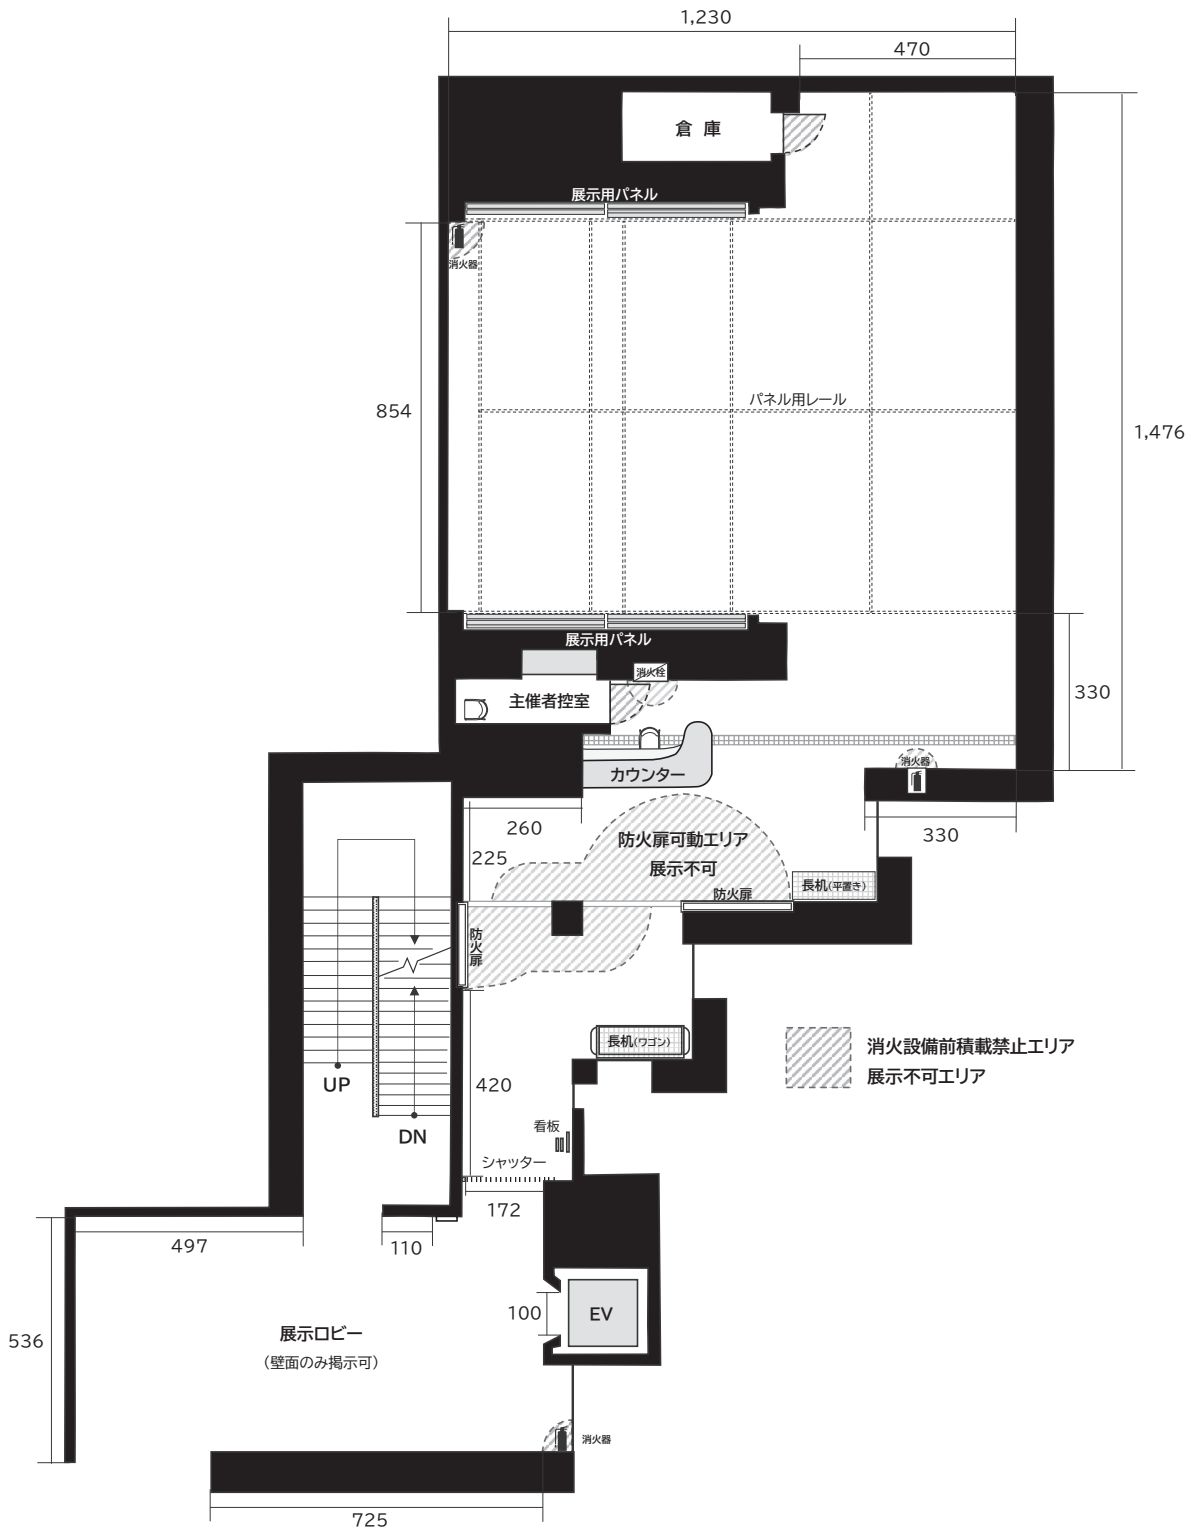 1,230
470
倉 庫
展示用パネル
消火器
パネル用レール
854
1,476
展示用パネル
消火栓
主催者控室
330
カウンター
消火器
260
330
防火扉可動エリア
展示不可
225
長机(平置き)
防火扉
防火扉
消火設備前積載禁止エリア
展示不可エリア
長机(ワゴン)
420
UP
DN
看板
シャッター
172
497
110
100
EV
536
展示ロビー
(壁面のみ掲示可)
消火器
725